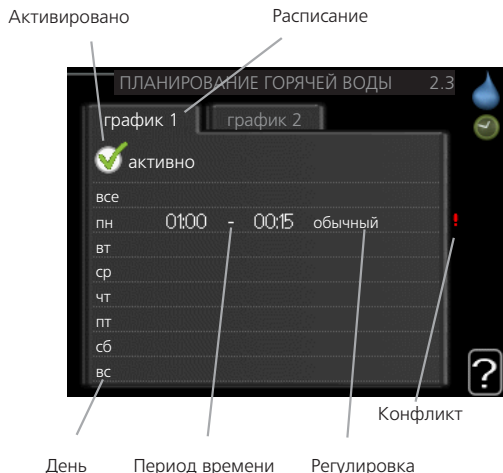 Активировано Расписание
ПЛАНИРОВАНИЕ ГОРЯЧЕЙ ВОДЫ 2.3
график 1 график 2
активно
все
пн 01:00 - 00:15 обычный !
вт
ср
чт
пт
сб
вс
?
Конфликт
День Период времени Регулировка